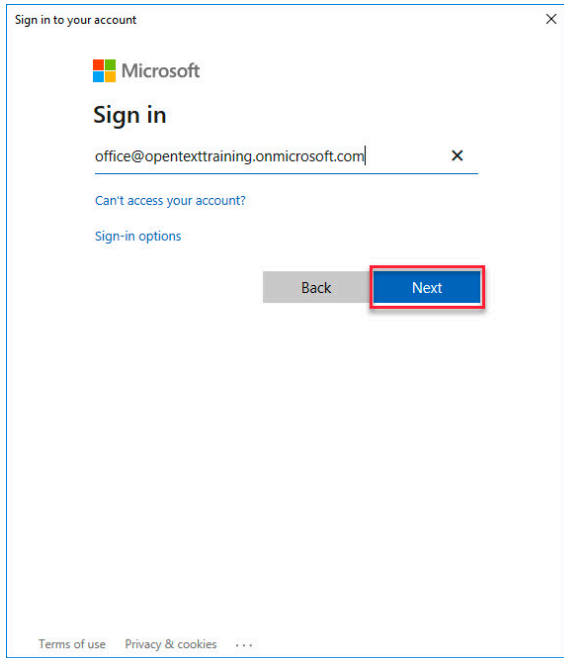 Sign in to your account
Microsoft
Sign in
office@opentexttraining.onmicrosoft.com
Can't access your account?
Sign-in options
Back Next
Terms of use Privacy & cookies ...